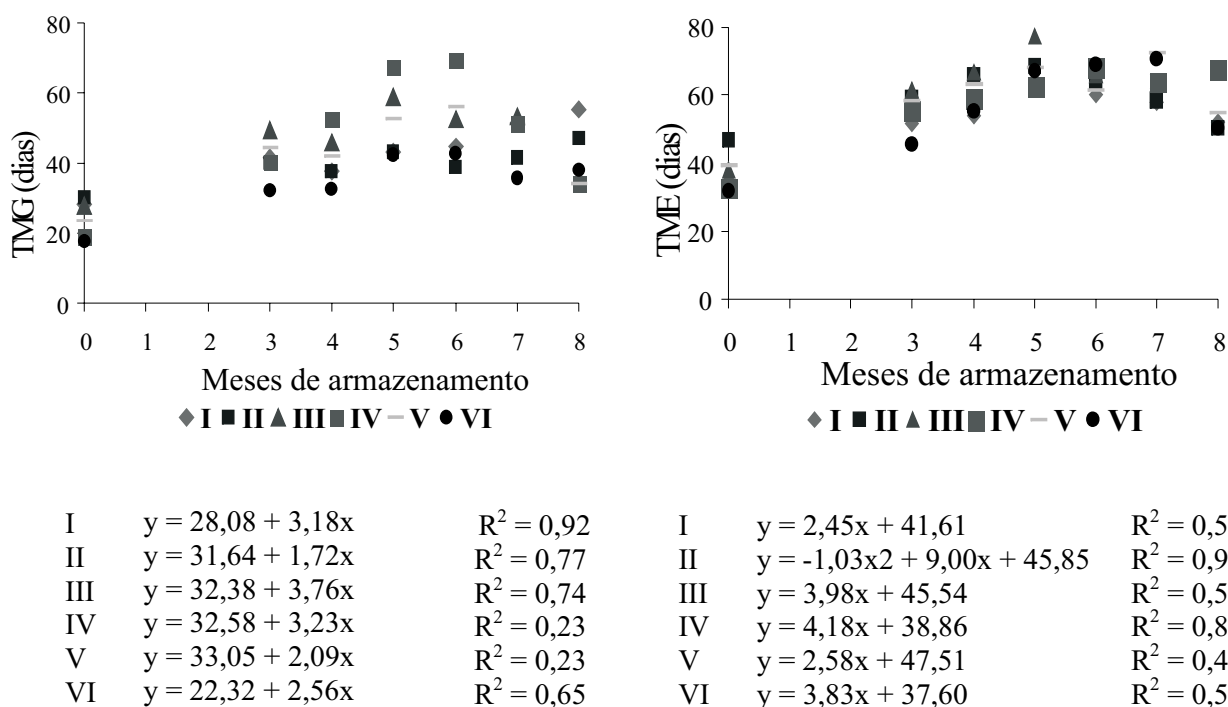 80
60
40
20
0
TMG (dias)
0 1 2 3 4 5 6 7 8
Meses de armazenamento
I II III IV V VI
80
60
40
20
0
TME (dias)
0 1 2 3 4 5 6 7 8
Meses de armazenamento
I II III IV V VI
I y = 28,08 + 3,18x R² = 0,92
II y = 31,64 + 1,72x R² = 0,77
III y = 32,38 + 3,76x R² = 0,74
IV y = 32,58 + 3,23x R² = 0,23
V y = 33,05 + 2,09x R² = 0,23
VI y = 22,32 + 2,56x R² = 0,65
I y = 2,45x + 41,61 R² = 0,5
II y = -1,03x2 + 9,00x + 45,85 R² = 0,9
III y = 3,98x + 45,54 R² = 0,5
IV y = 4,18x + 38,86 R² = 0,8
V y = 2,58x + 47,51 R² = 0,4
VI y = 3,83x + 37,60 R² = 0,5